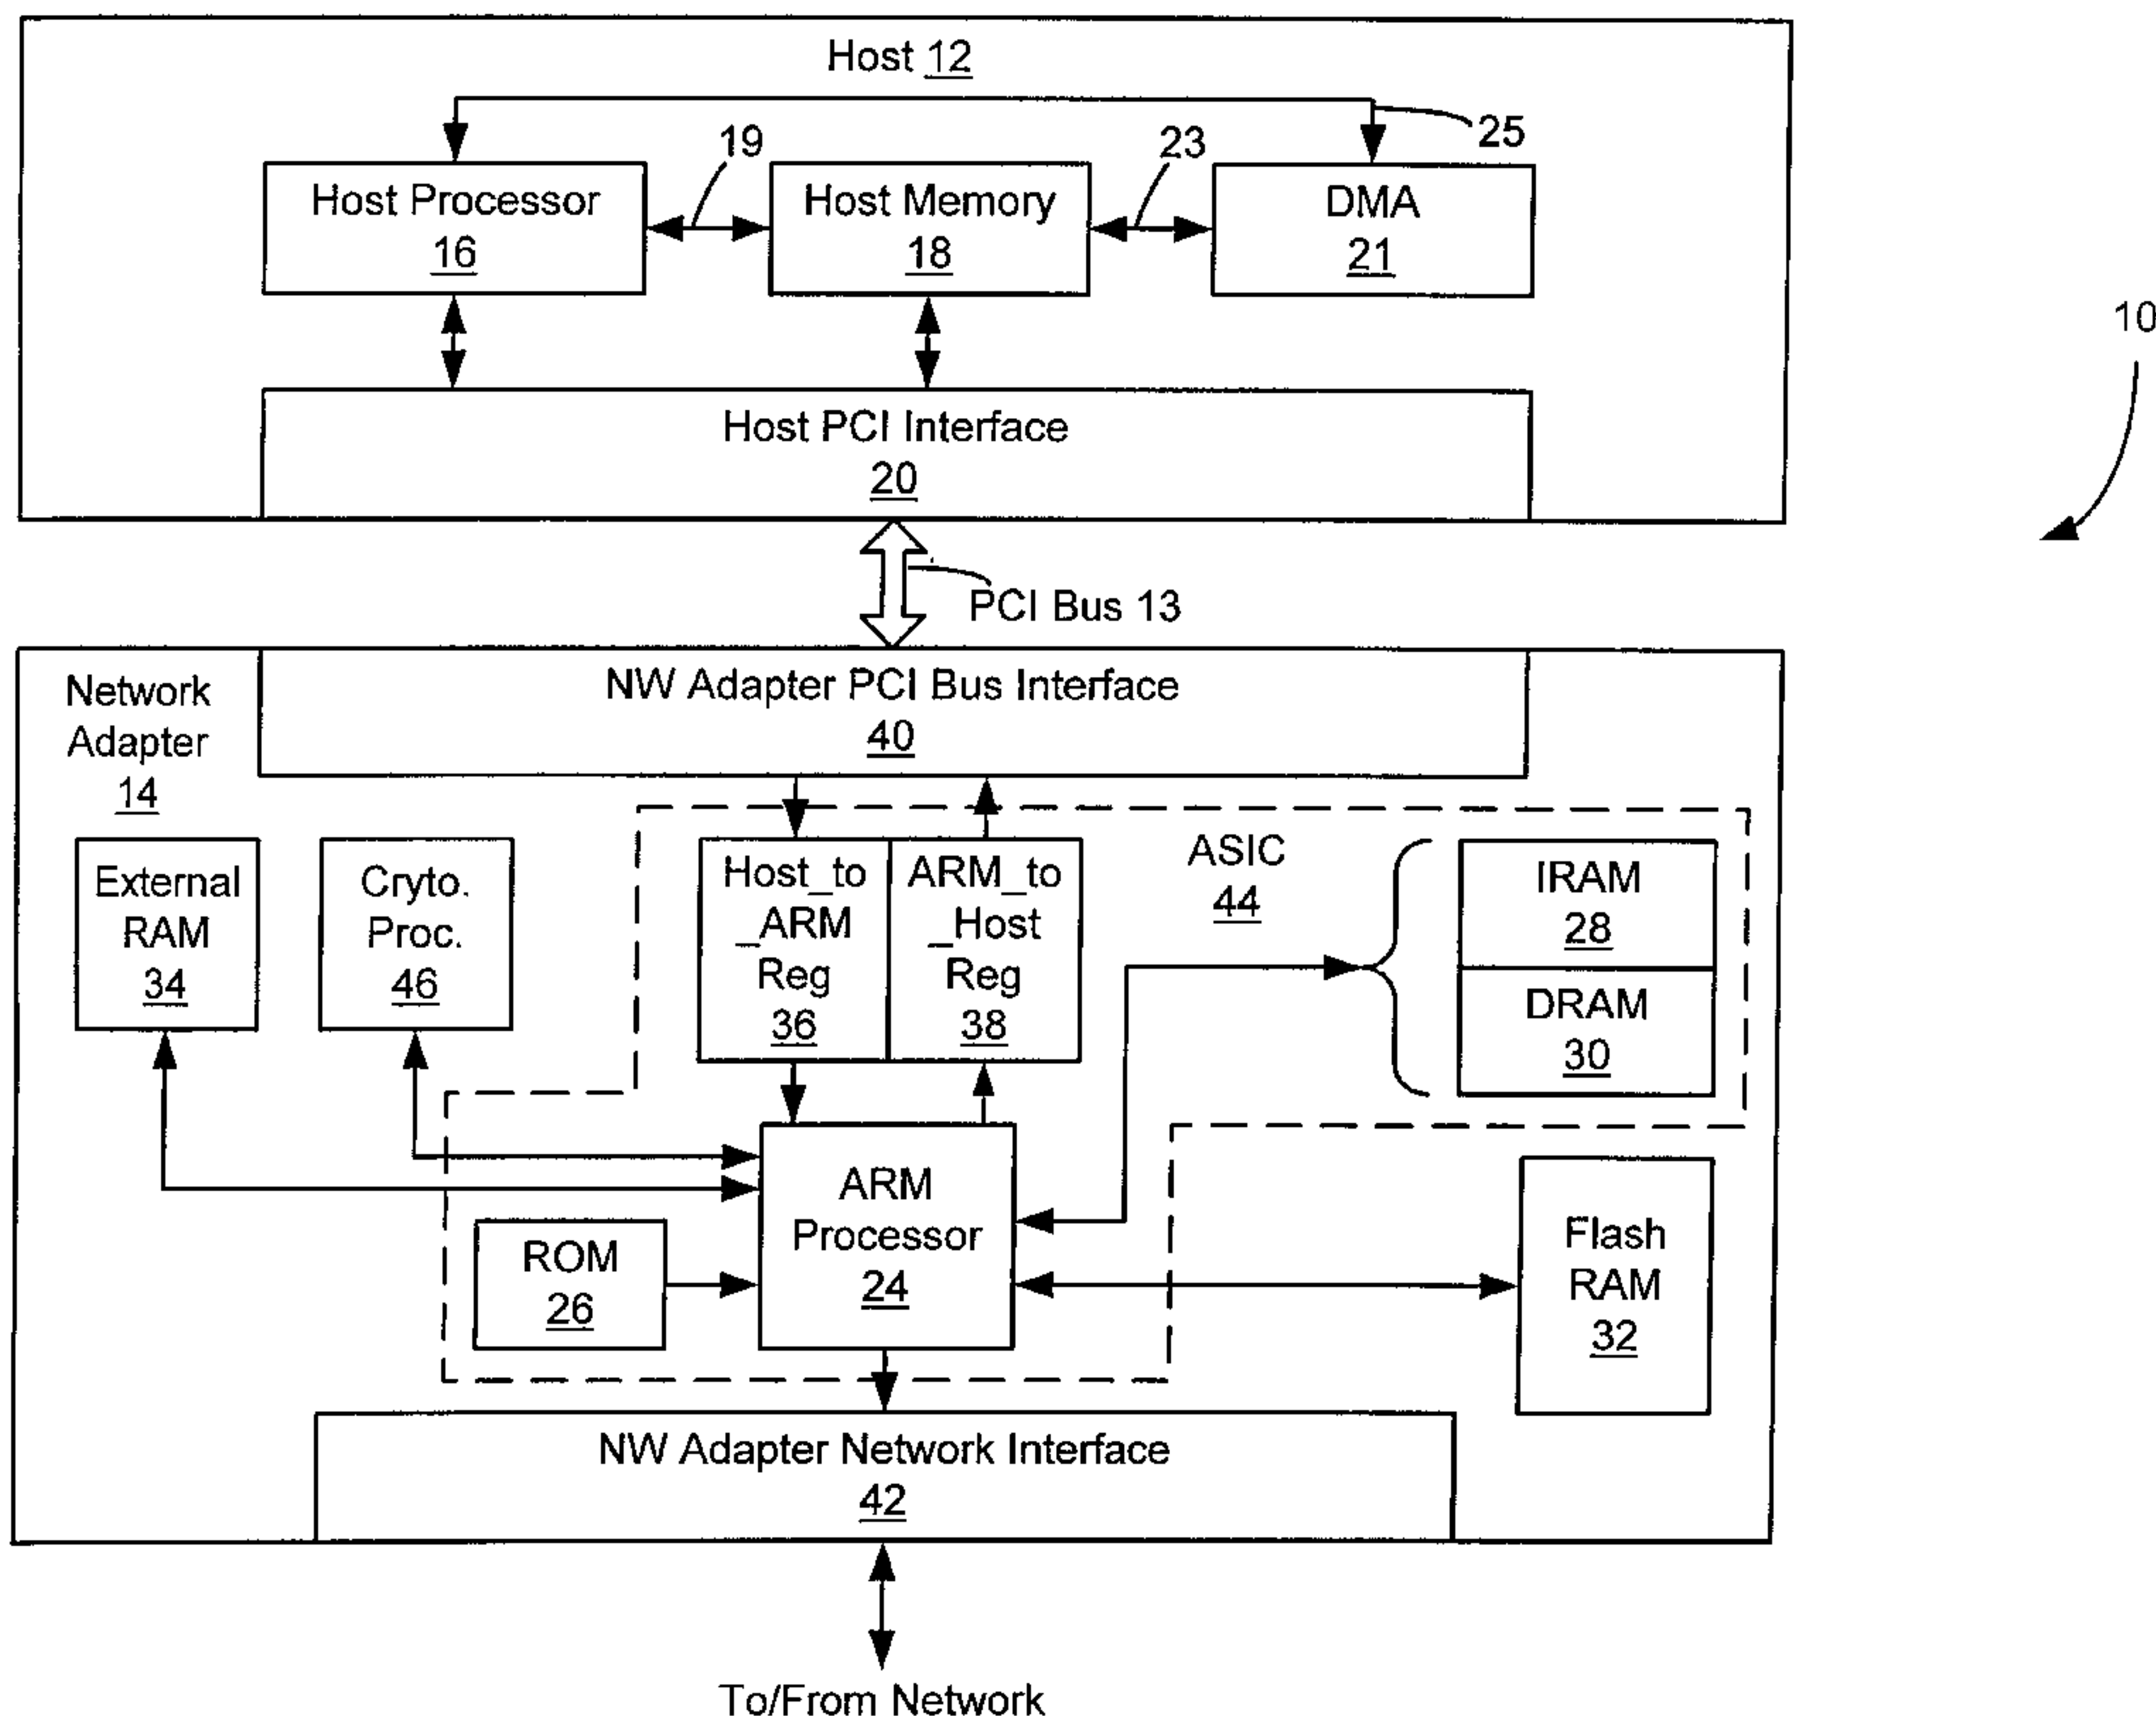 Host 12
25
19
23
Host Processor
16
Host Memory
18
DMA
21
10
Host PCI Interface
20
PCI Bus 13
Network
Adapter
14
NW Adapter PCI Bus Interface
40
External
RAM
34
Cryto.
Proc.
46
Host_to
_ARM
Reg
36
ARM_to
_Host
Reg
38
ASIC
44
IRAM
28
DRAM
30
ARM
Processor
24
ROM
26
Flash
RAM
32
NW Adapter Network Interface
42
To/From Network